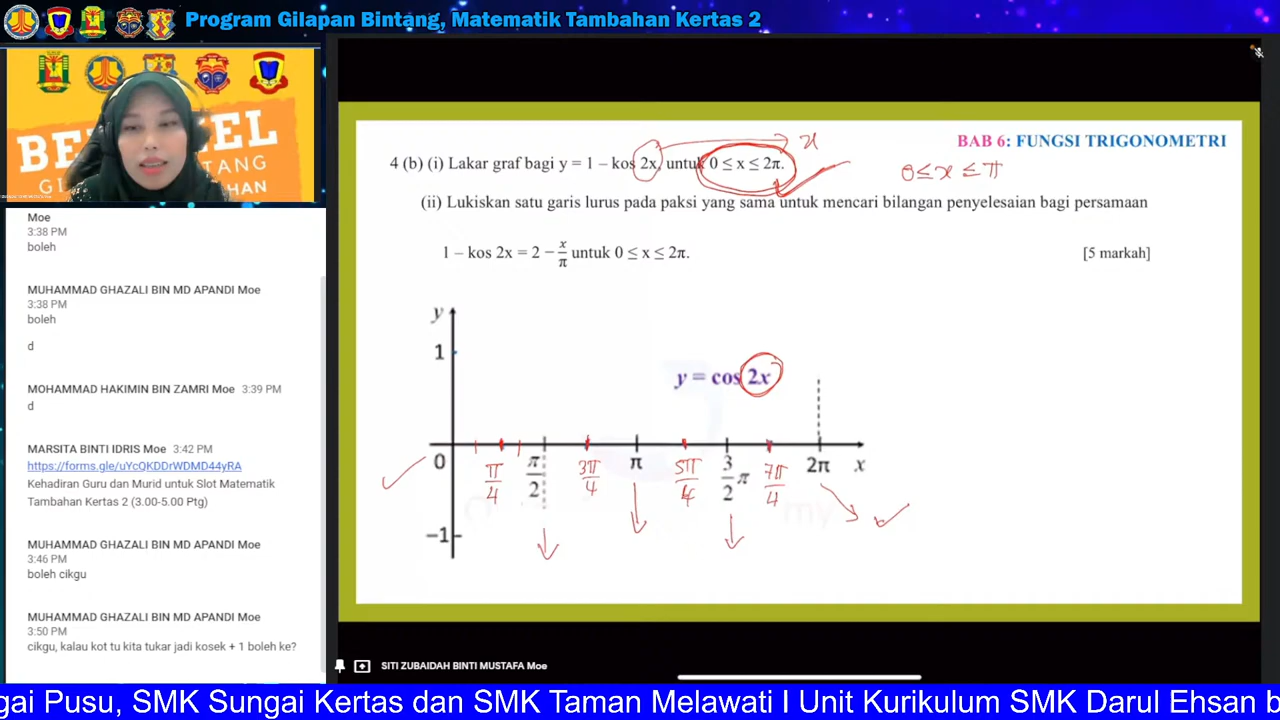 Program Gilapan Bintang, Matematik Tambahan Kertas 2
Moe
3:38 PM
boleh
MUHAMMAD GHAZALI BIN MD APANDI Moe
3:38 PM
boleh
d
MOHAMMAD HAKIMIN BIN ZAMRI Moe 3:39 PM
d
MARSITA BINTI IDRIS Moe 3:42 PM
https://forms.gle/uYcQKDDrWDMD44yRA
Kehadiran Guru dan Murid untuk Slot Matematik
Tambahan Kertas 2 (3.00-5.00 Ptg)
MUHAMMAD GHAZALI BIN MD APANDI Moe
3:46 PM
boleh cikgu
MUHAMMAD GHAZALI BIN MD APANDI Moe
3:50 PM
cikgu, kalau kot tu kita tukar jadi kosek + 1 boleh ke?
BAB 6: FUNGSI TRIGONOMETRI
x
4 (b) (i) Lakar graf bagi y = 1 – kos 2x, untuk 0 ≤ x ≤ 2π.
0 ≤ x ≤ π
(ii) Lukiskan satu garis lurus pada paksi yang sama untuk mencari bilangan penyelesaian bagi persamaan
1 – kos 2x = 2 − x/π untuk 0 ≤ x ≤ 2π. [5 markah]
y
1
y = cos 2x
0 π/4 π/2 3π/4 π 5π/4 3/2 π 7π/4 2π x
−1
SITI ZUBAIDAH BINTI MUSTAFA Moe
gai Pusu, SMK Sungai Kertas dan SMK Taman Melawati I Unit Kurikulum SMK Darul Ehsan b